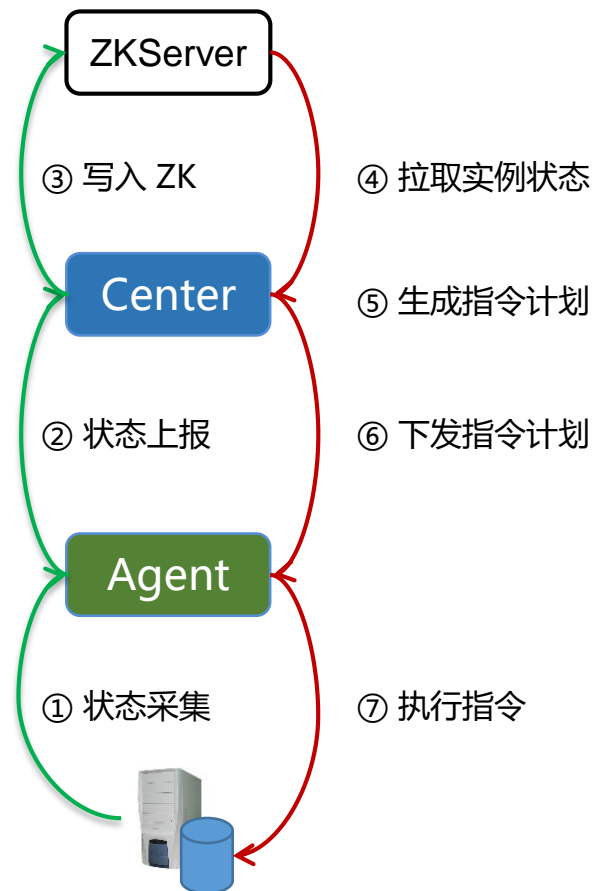 ZKServer
③ 写入 ZK
④ 拉取实例状态
Center
⑤ 生成指令计划
② 状态上报
⑥ 下发指令计划
Agent
① 状态采集
⑦ 执行指令